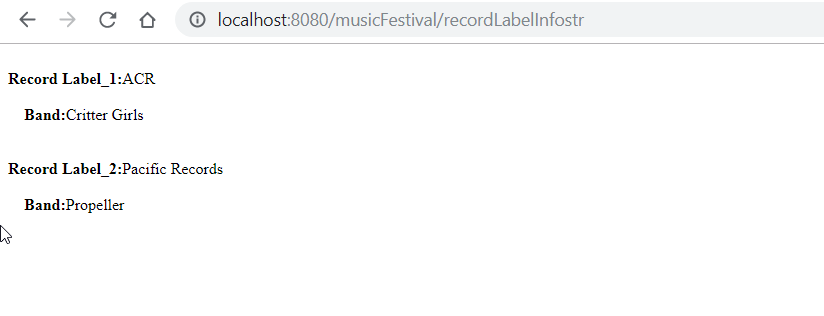 localhost:8080/musicFestival/recordLabelInfostr
Record Label_1:ACR
Band:Critter Girls
Record Label_2:Pacific Records
Band:Propeller